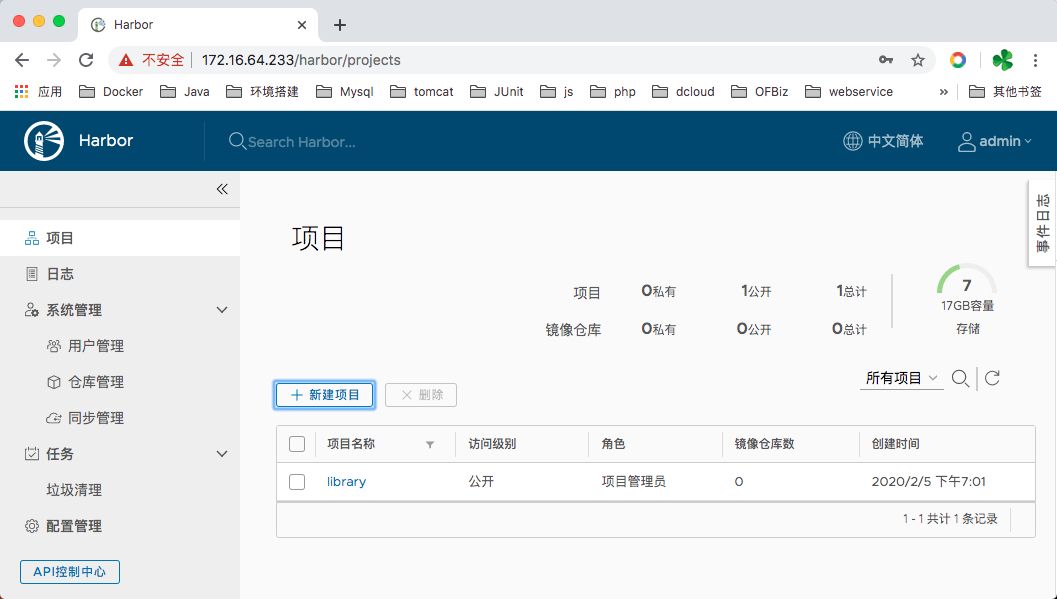 Harbor
不安全 172.16.64.233/harbor/projects
应用 Docker Java 环境搭建 Mysql tomcat JUnit js php dcloud OFBiz webservice » 其他书签
Harbor Search Harbor... 中文简体 admin
事件日志
项目
日志
系统管理
用户管理
仓库管理
同步管理
任务
垃圾清理
配置管理
API控制中心
项目
项目 0私有 1公开 1总计
镜像仓库 0私有 0公开 0总计
7
17GB容量
存储
所有项目
+ 新建项目 × 删除
项目名称 访问级别 角色 镜像仓库数 创建时间
library 公开 项目管理员 0 2020/2/5 下午7:01
1 - 1 共计 1 条记录